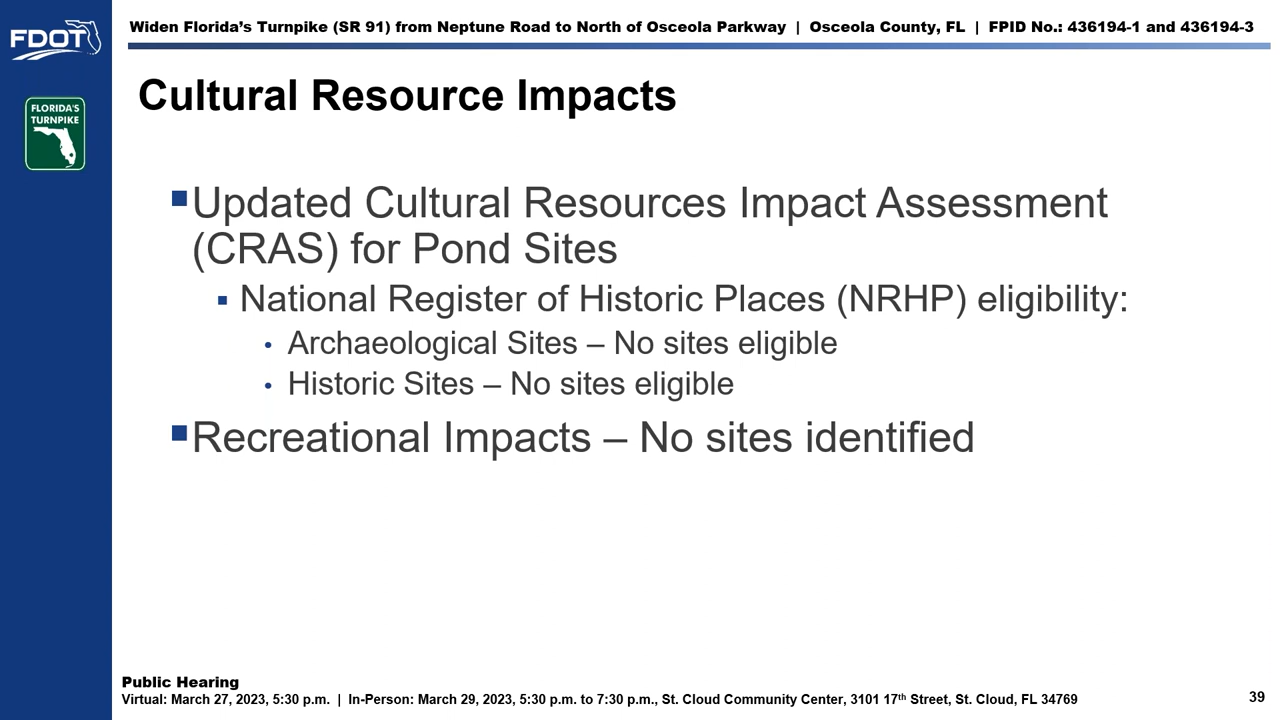 FDOT
Widen Florida’s Turnpike (SR 91) from Neptune Road to North of Osceola Parkway | Osceola County, FL | FPID No.: 436194-1 and 436194-3
FLORIDA'S
TURNPIKE
Cultural Resource Impacts
▪Updated Cultural Resources Impact Assessment
(CRAS) for Pond Sites
▪ National Register of Historic Places (NRHP) eligibility:
• Archaeological Sites – No sites eligible
• Historic Sites – No sites eligible
▪Recreational Impacts – No sites identified
Public Hearing
Virtual: March 27, 2023, 5:30 p.m. | In-Person: March 29, 2023, 5:30 p.m. to 7:30 p.m., St. Cloud Community Center, 3101 17th Street, St. Cloud, FL 34769
39